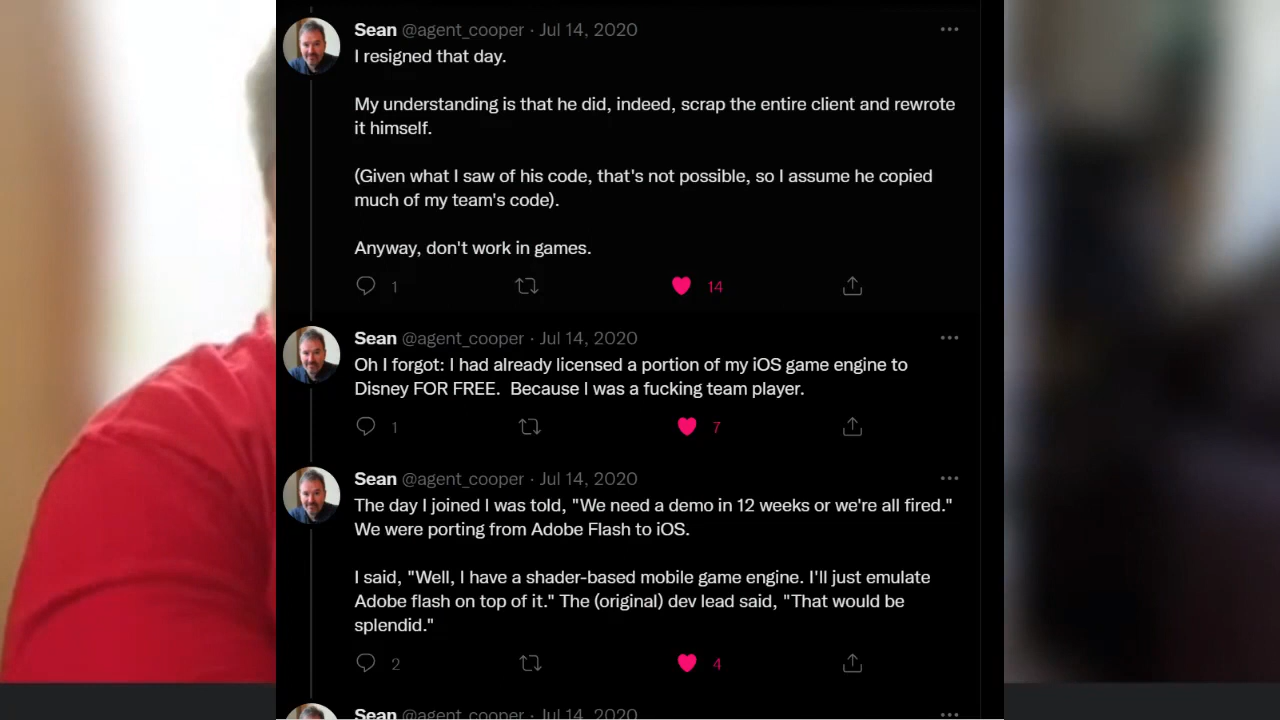 Sean @agent_cooper · Jul 14, 2020
I resigned that day.
My understanding is that he did, indeed, scrap the entire client and rewrote
it himself.
(Given what I saw of his code, that's not possible, so I assume he copied
much of my team's code).
Anyway, don't work in games.
1 14
Sean @agent_cooper · Jul 14, 2020
Oh I forgot: I had already licensed a portion of my iOS game engine to
Disney FOR FREE.  Because I was a fucking team player.
1 7
Sean @agent_cooper · Jul 14, 2020
The day I joined I was told, "We need a demo in 12 weeks or we're all fired."
We were porting from Adobe Flash to iOS.
I said, "Well, I have a shader-based mobile game engine. I'll just emulate
Adobe flash on top of it." The (original) dev lead said, "That would be
splendid."
2 4
Sean @agent_cooper · Jul 14, 2020